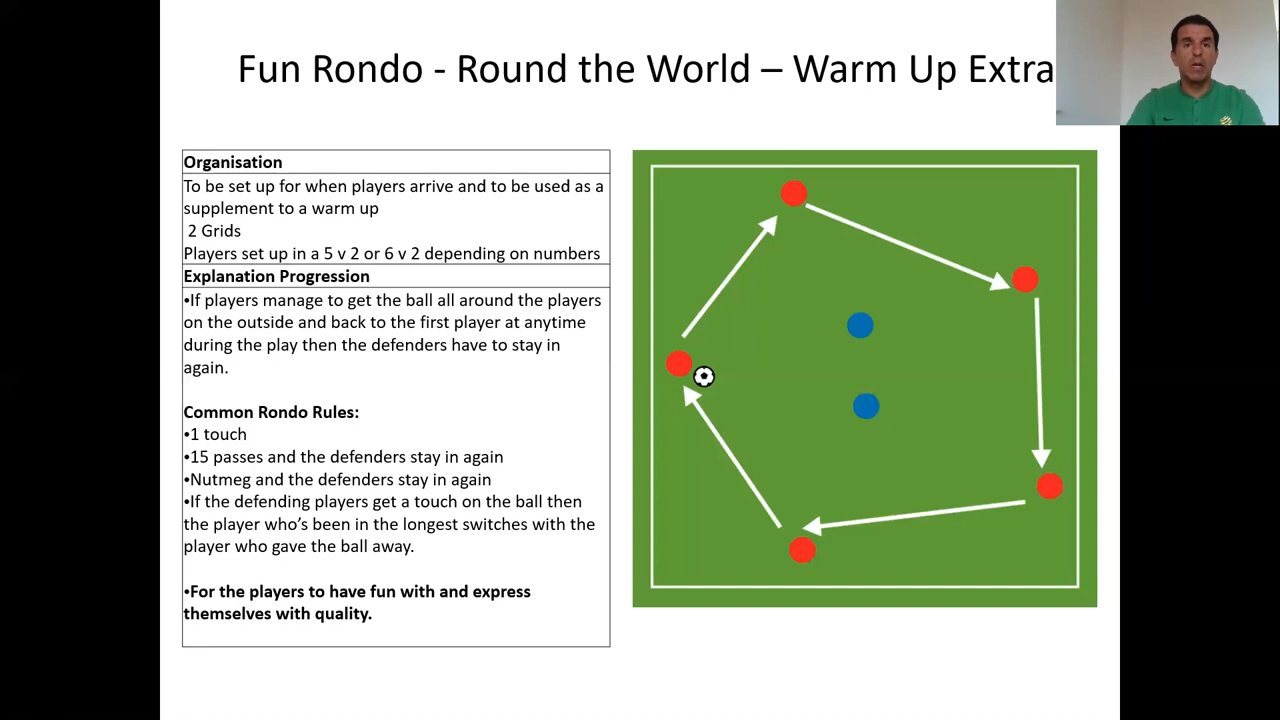 Fun Rondo - Round the World – Warm Up Extra
Organisation
To be set up for when players arrive and to be used as a
supplement to a warm up
2 Grids
Players set up in a 5 v 2 or 6 v 2 depending on numbers
Explanation Progression
•If players manage to get the ball all around the players
on the outside and back to the first player at anytime
during the play then the defenders have to stay in
again.
Common Rondo Rules:
•1 touch
•15 passes and the defenders stay in again
•Nutmeg and the defenders stay in again
•If the defending players get a touch on the ball then
the player who’s been in the longest switches with the
player who gave the ball away.
•For the players to have fun with and express
themselves with quality.